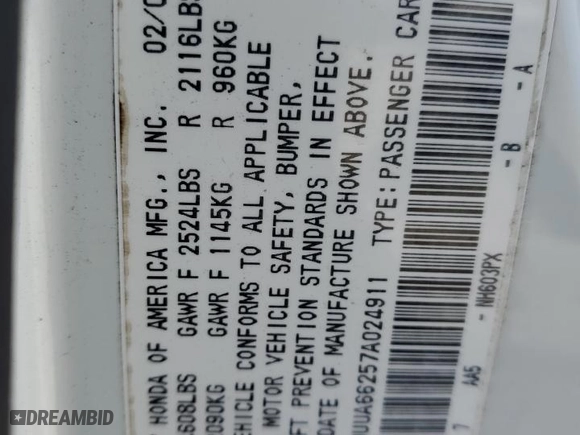 HONDA OF AMERICA MFG., INC. 02/0
608LBS GAWR F 2524LBS R 2116LBS
090KG GAWR F 1145KG R 960KG
EHICLE CONFORMS TO ALL APPLICABLE
MOTOR VEHICLE SAFETY, BUMPER,
FT PREVENTION STANDARDS IN EFFECT
DATE OF MANUFACTURE SHOWN ABOVE.
UUA66257A024911 TYPE: PASSENGER CAR
7 AA5 - NH603PX - B - A
DREAMBID